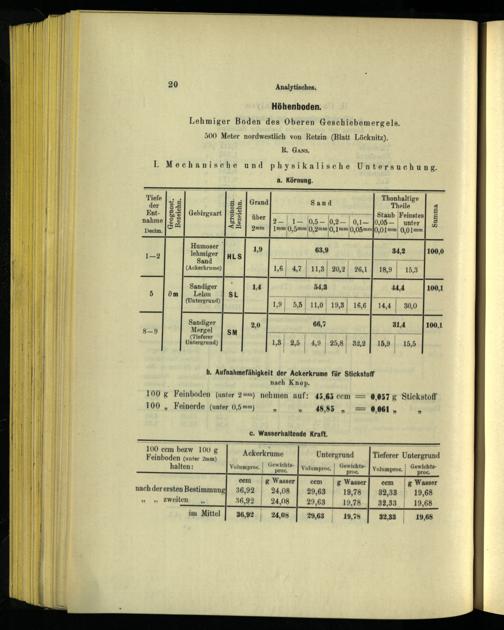 20
Analytisches.
Höhenboden.
Lehmiger Boden des Oberen Geschiebemergels.
500 Meter nordwestlich von Retzin (Blatt Löcknitz).
R. GANS.
I. Mechanische und physikalische Untersuchung.
a. Körnung.
Tiefe der Entnahme Decim. | Geognost. Bezeichn. | Gebirgsart | Agronom. Bezeichn. | Grand über 2mm | Sand | Thonhaltige Theile | Summa
2–1mm | 1–0,5mm | 0,5–0,2mm | 0,2–0,1mm | 0,1–0,05mm | Staub 0,05–0,01mm | Feinstes unter 0,01mm
1–2 | Humoser lehmiger Sand (Ackerkrume) | HLS | 1,9 | 63,9 | 34,2 | 100,0
1,6 | 4,7 | 11,3 | 20,2 | 26,1 | 18,9 | 15,3
5 | ∂m | Sandiger Lehm (Untergrund) | SL | 1,4 | 54,3 | 44,4 | 100,1
1,9 | 5,5 | 11,0 | 19,3 | 16,6 | 14,4 | 30,0
8–9 | Sandiger Mergel (Tieferer Untergrund) | SM | 2,0 | 66,7 | 31,4 | 100,1
1,3 | 2,5 | 4,9 | 25,8 | 32,2 | 15,9 | 15,5
b. Aufnahmefähigkeit der Ackerkrume für Stickstoff
nach Knop.
100 g Feinboden (unter 2mm) nehmen auf: 45,65 ccm = 0,057 g Stickstoff
100 „ Feinerde (unter 0,5mm) „ „ 48,85 „ = 0,061 „ „
c. Wasserhaltende Kraft.
100 ccm bezw 100 g Feinboden (unter 2mm) halten: | Ackerkrume | Untergrund | Tieferer Untergrund
Volumproc. | Gewichtsproc. | Volumproc. | Gewichtsproc. | Volumproc. | Gewichtsproc.
ccm | g Wasser | ccm | g Wasser | ccm | g Wasser
nach der ersten Bestimmung | 36,92 | 24,08 | 29,63 | 19,78 | 32,33 | 19,68
„ „ zweiten „ | 36,92 | 24,08 | 29,63 | 19,78 | 32,33 | 19,68
im Mittel | 36,92 | 24,08 | 29,63 | 19,78 | 32,33 | 19,68